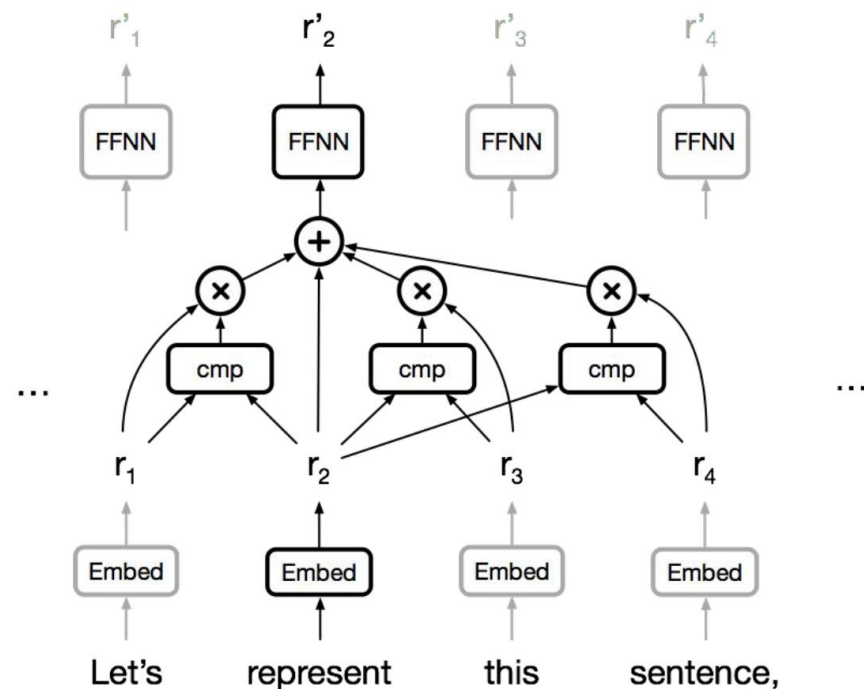 r'₁ r'₂ r'₃ r'₄
FFNN FFNN FFNN FFNN
+
× × ×
cmp cmp cmp
... ...
r₁ r₂ r₃ r₄
Embed Embed Embed Embed
Let's represent this sentence,